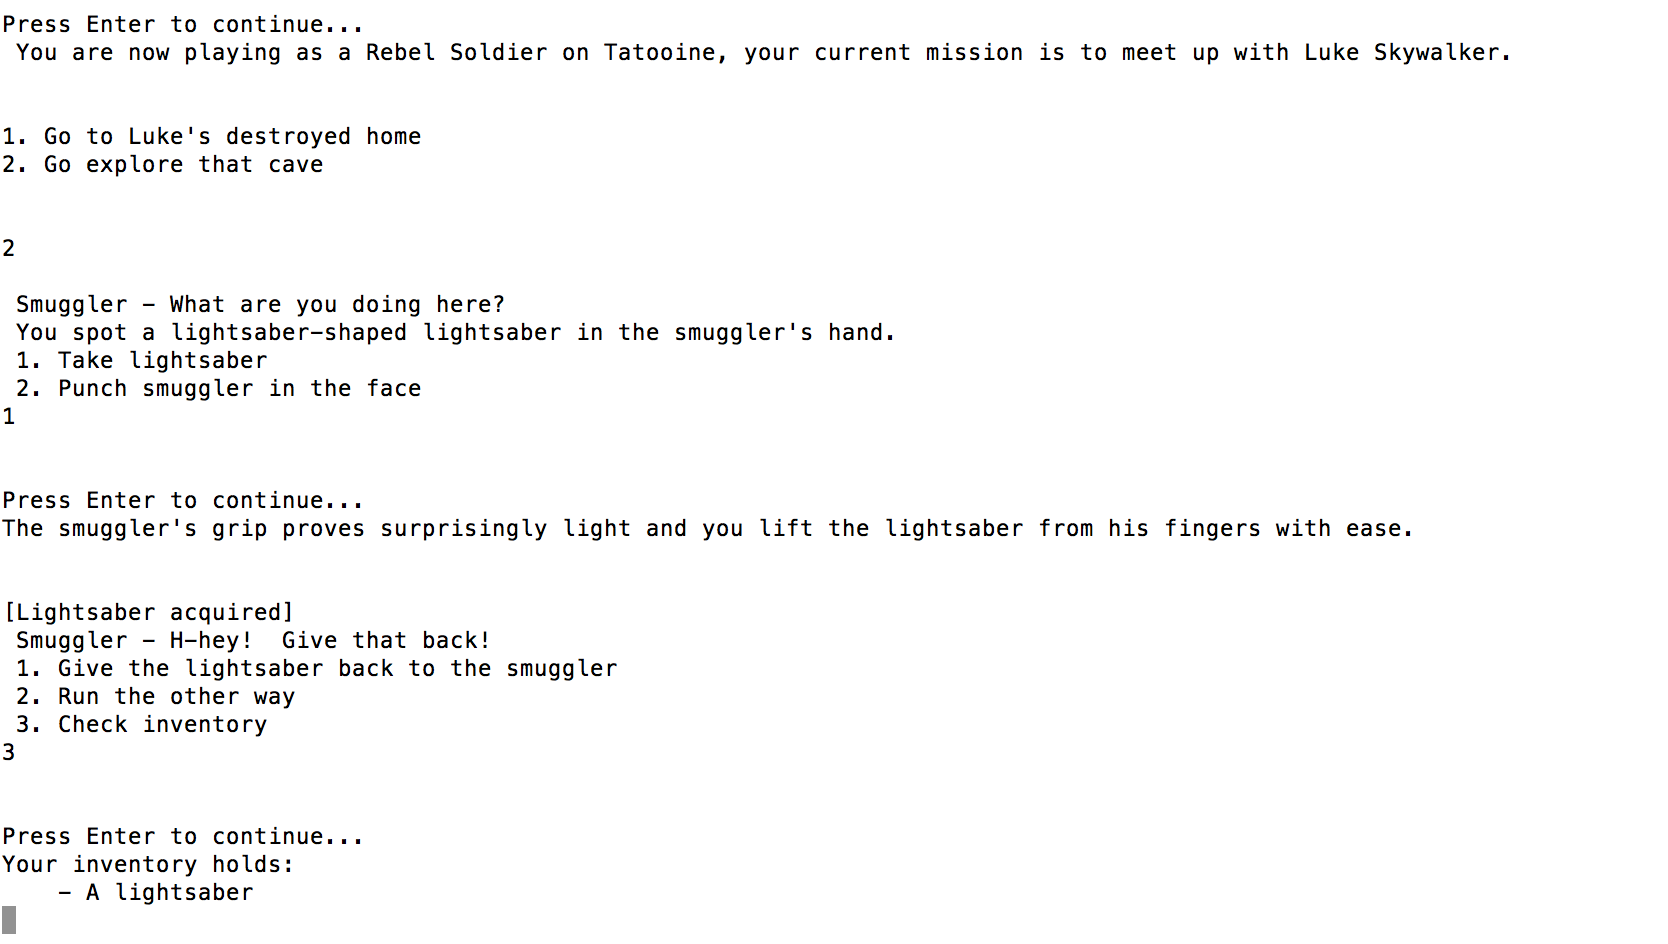 Press Enter to continue...
You are now playing as a Rebel Soldier on Tatooine, your current mission is to meet up with Luke Skywalker.
1. Go to Luke's destroyed home
2. Go explore that cave
2
Smuggler – What are you doing here?
You spot a lightsaber–shaped lightsaber in the smuggler's hand.
1. Take lightsaber
2. Punch smuggler in the face
1
Press Enter to continue...
The smuggler's grip proves surprisingly light and you lift the lightsaber from his fingers with ease.
[Lightsaber acquired]
Smuggler – H–hey!  Give that back!
1. Give the lightsaber back to the smuggler
2. Run the other way
3. Check inventory
3
Press Enter to continue...
Your inventory holds:
– A lightsaber